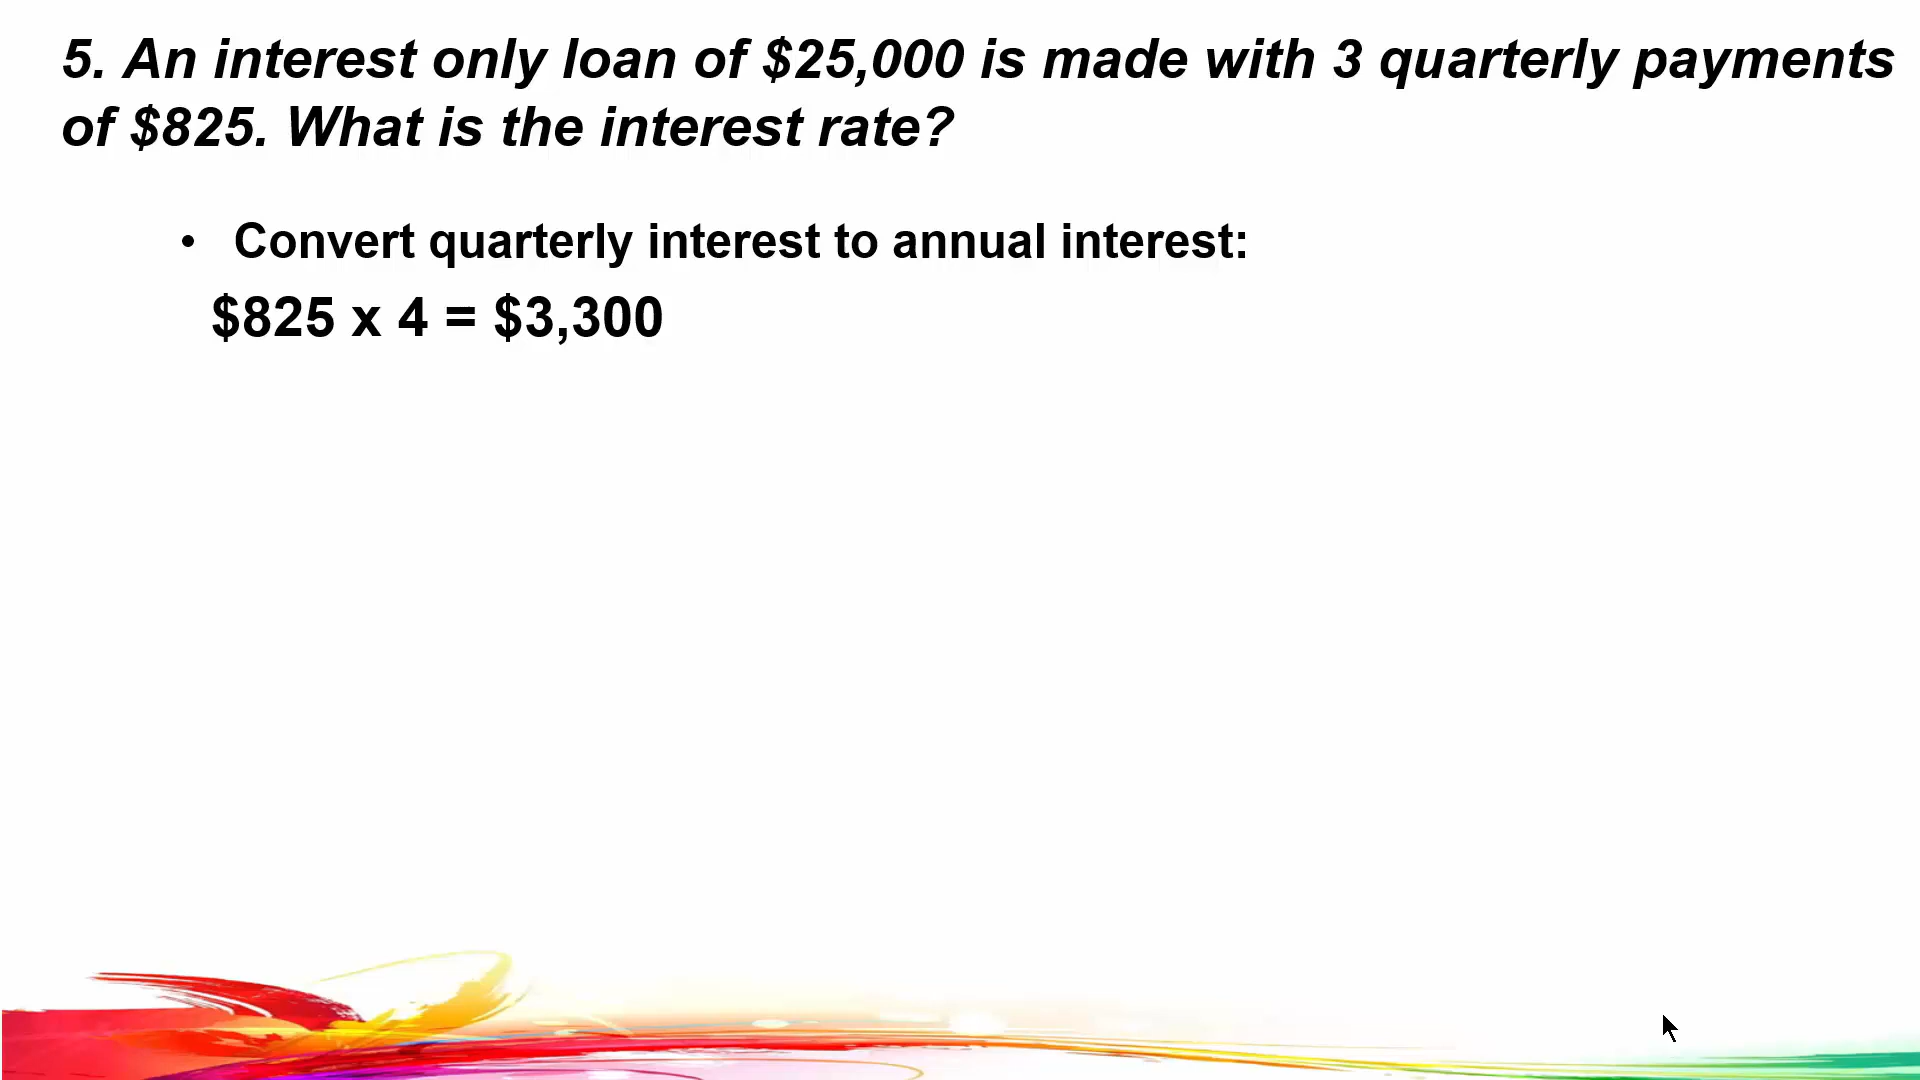 5. An interest only loan of $25,000 is made with 3 quarterly payments
of $825. What is the interest rate?
• Convert quarterly interest to annual interest:
$825 x 4 = $3,300